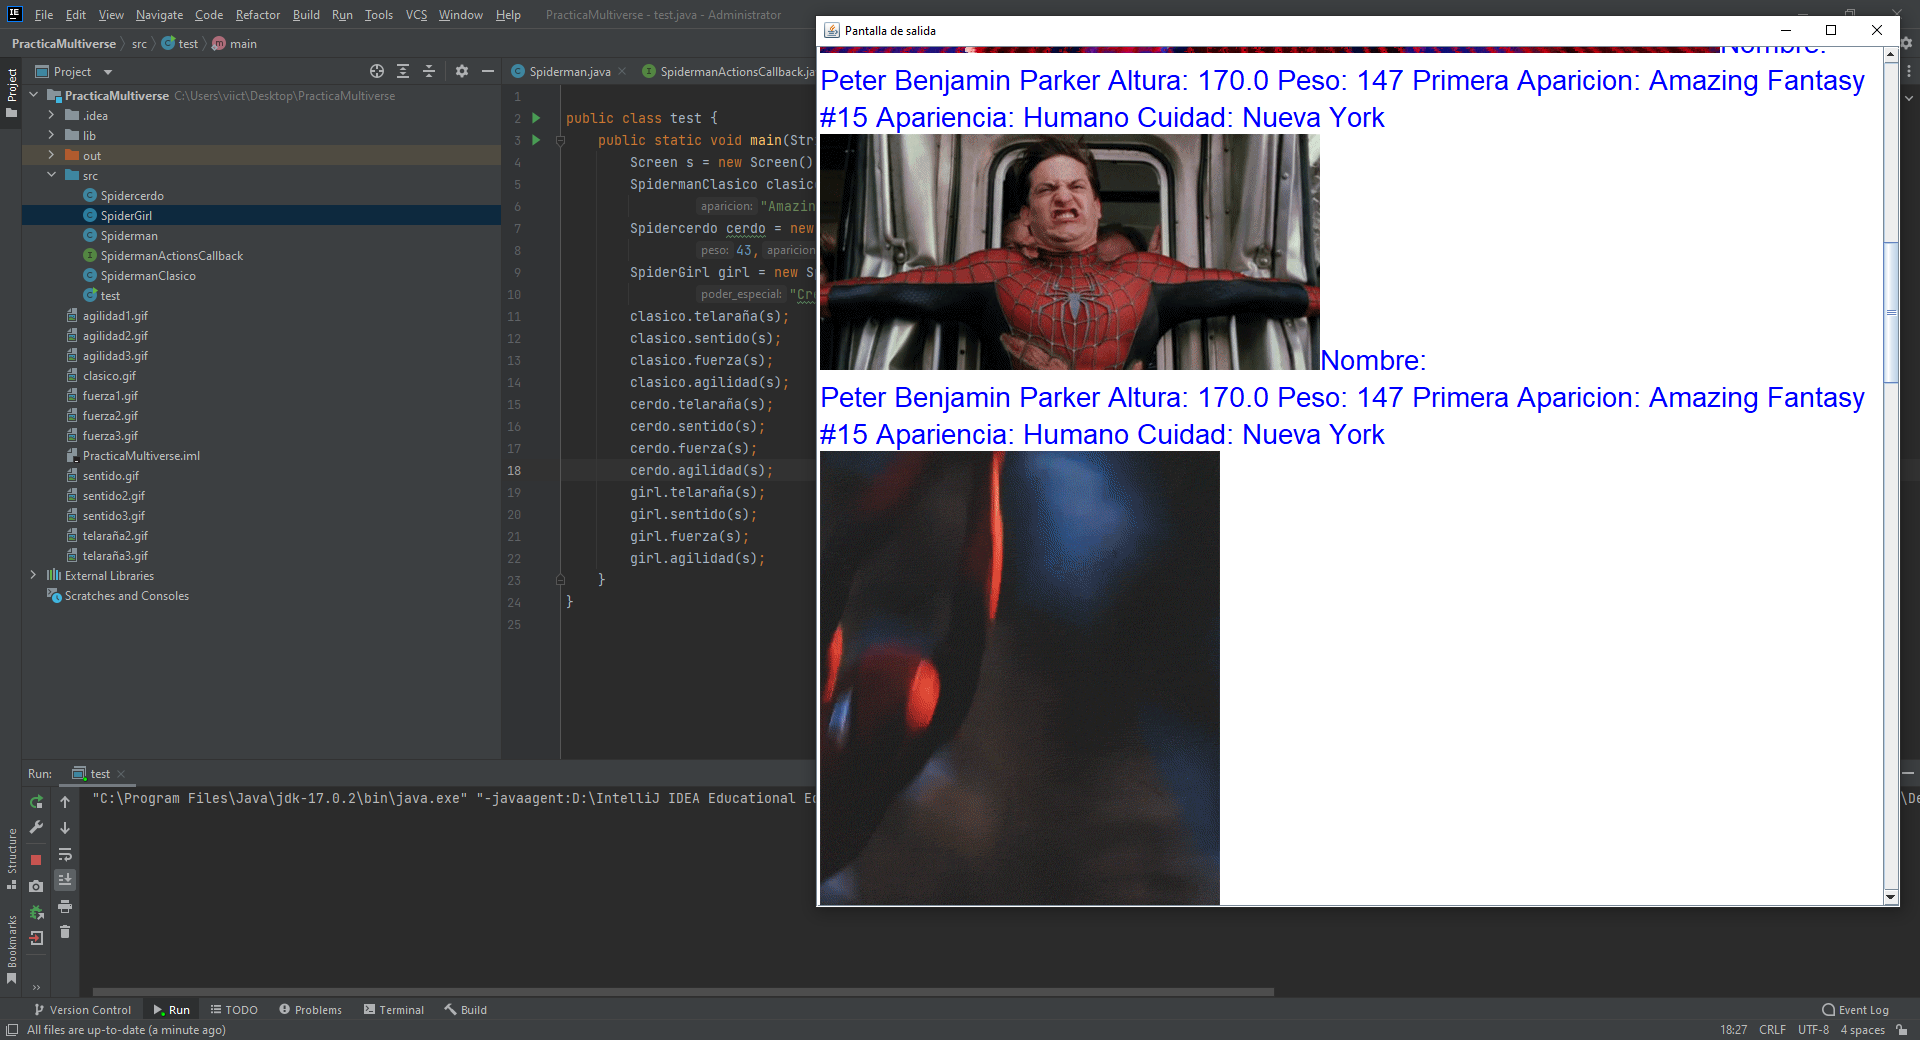 File Edit View Navigate Code Refactor Build Run Tools VCS Window Help PracticaMultiverse - test.java - Administrator
PracticaMultiverse src test main
Project
Project
PracticaMultiverse C:\Users\viict\Desktop\PracticaMultiverse
.idea
lib
out
src
Spidercerdo
SpiderGirl
Spiderman
SpidermanActionsCallback
SpidermanClasico
test
agilidad1.gif
agilidad2.gif
agilidad3.gif
clasico.gif
fuerza1.gif
fuerza2.gif
fuerza3.gif
PracticaMultiverse.iml
sentido.gif
sentido2.gif
sentido3.gif
telaraña2.gif
telaraña3.gif
External Libraries
Scratches and Consoles
Spiderman.java SpidermanActionsCallback.ja
1
2 public class test {
3 public static void main(Str
4 Screen s = new Screen()
5 SpidermanClasico clasico
6 aparicion: "Amazin
7 Spidercerdo cerdo = new
8 peso: 43, aparicion
9 SpiderGirl girl = new S
10 poder_especial: "Cr
11 clasico.telaraña(s);
12 clasico.sentido(s);
13 clasico.fuerza(s);
14 clasico.agilidad(s);
15 cerdo.telaraña(s);
16 cerdo.sentido(s);
17 cerdo.fuerza(s);
18 cerdo.agilidad(s);
19 girl.telaraña(s);
20 girl.sentido(s);
21 girl.fuerza(s);
22 girl.agilidad(s);
23 }
24 }
25
Pantalla de salida
Nombre:
Peter Benjamin Parker Altura: 170.0 Peso: 147 Primera Aparicion: Amazing Fantasy
#15 Apariencia: Humano Cuidad: Nueva York
Nombre:
Peter Benjamin Parker Altura: 170.0 Peso: 147 Primera Aparicion: Amazing Fantasy
#15 Apariencia: Humano Cuidad: Nueva York
Run: test
"C:\Program Files\Java\jdk-17.0.2\bin\java.exe" "-javaagent:D:\IntelliJ IDEA Educational Ed
\De
Structure
Bookmarks
Version Control Run TODO Problems Terminal Build Event Log
All files are up-to-date (a minute ago) 18:27 CRLF UTF-8 4 spaces